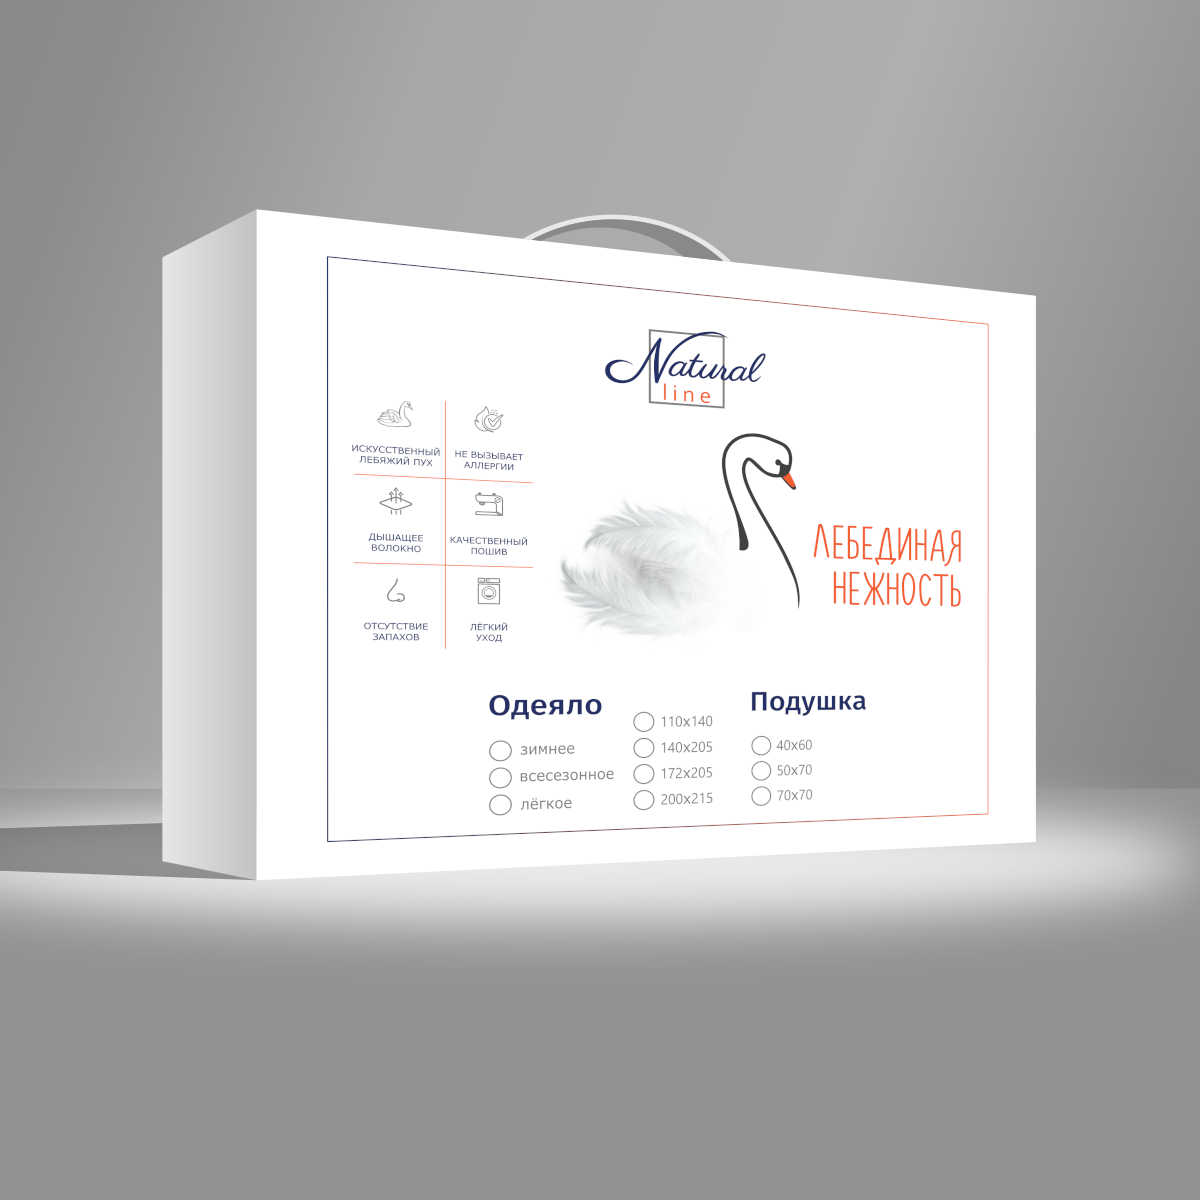 Natural
line
ИСКУССТВЕННЫЙ
ЛЕБЯЖИЙ ПУХ
НЕ ВЫЗЫВАЕТ
АЛЛЕРГИИ
ДЫШАЩЕЕ
ВОЛОКНО
КАЧЕСТВЕННЫЙ
ПОШИВ
ОТСУТСТВИЕ
ЗАПАХОВ
ЛЁГКИЙ
УХОД
ЛЕБЕДИНАЯ
НЕЖНОСТЬ
Одеяло
зимнее
всесезонное
лёгкое
110x140
140x205
172x205
200x215
Подушка
40x60
50x70
70x70